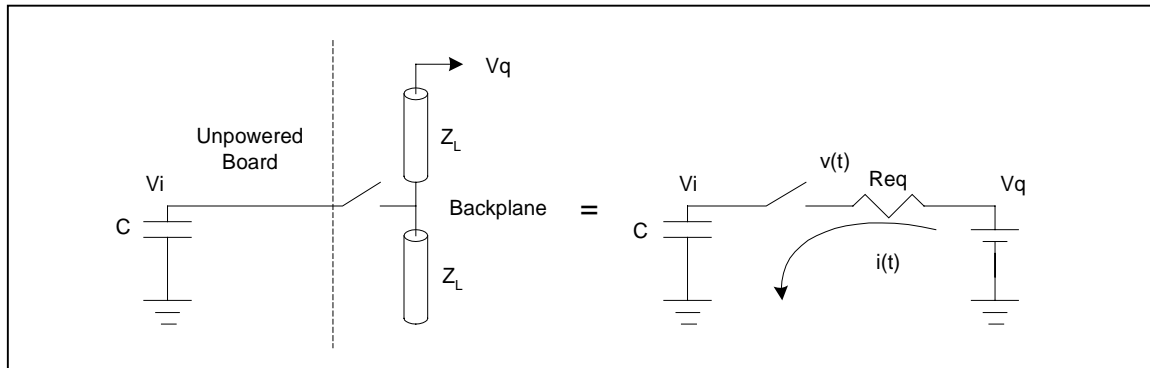 Vq
Unpowered
Board
Z_L
Vi
C
Backplane
Z_L
=
v(t)
Vi
Req
Vq
C
i(t)